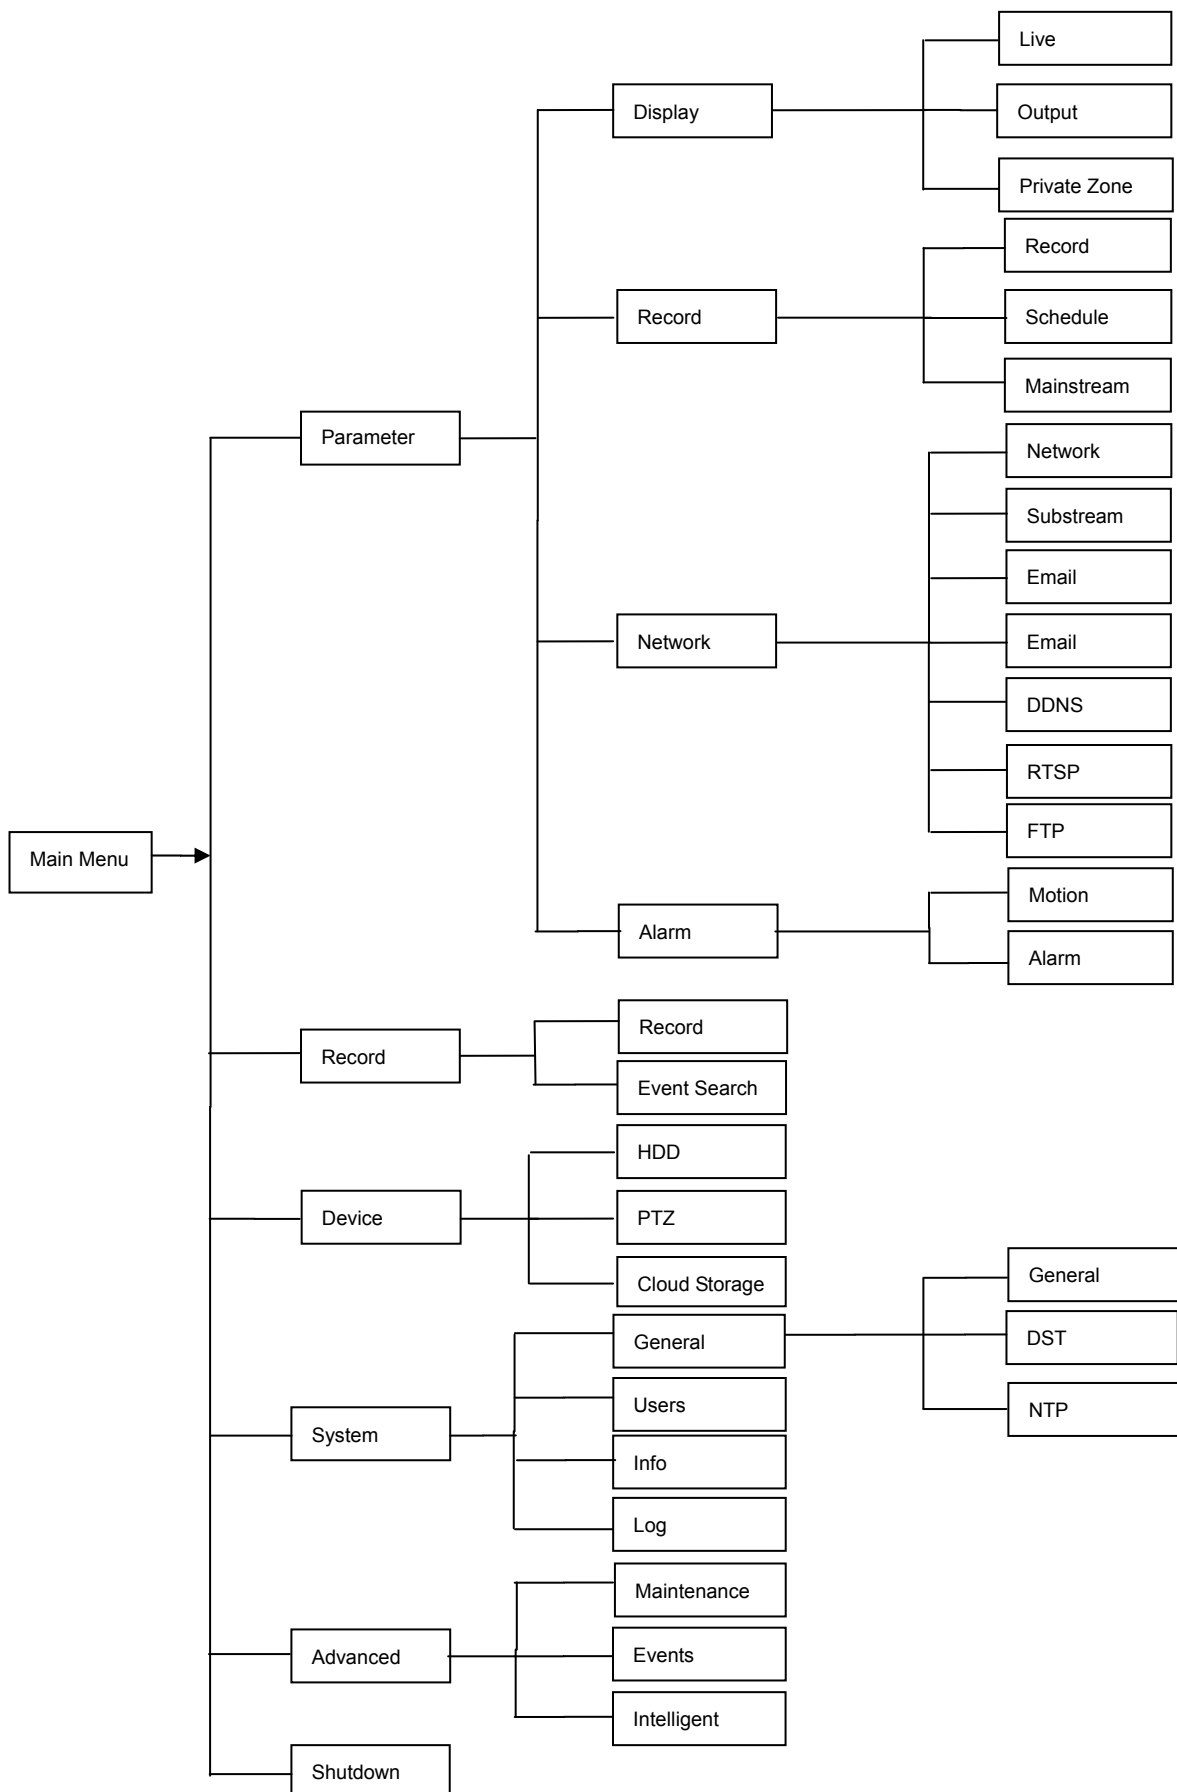 Live
Display
Output
Private Zone
Record
Record
Schedule
Mainstream
Parameter
Network
Substream
Email
Network
Email
DDNS
RTSP
FTP
Main Menu
Motion
Alarm
Alarm
Record
Record
Event Search
HDD
Device
PTZ
Cloud Storage
General
General
DST
Users
NTP
System
Info
Log
Maintenance
Advanced
Events
Intelligent
Shutdown